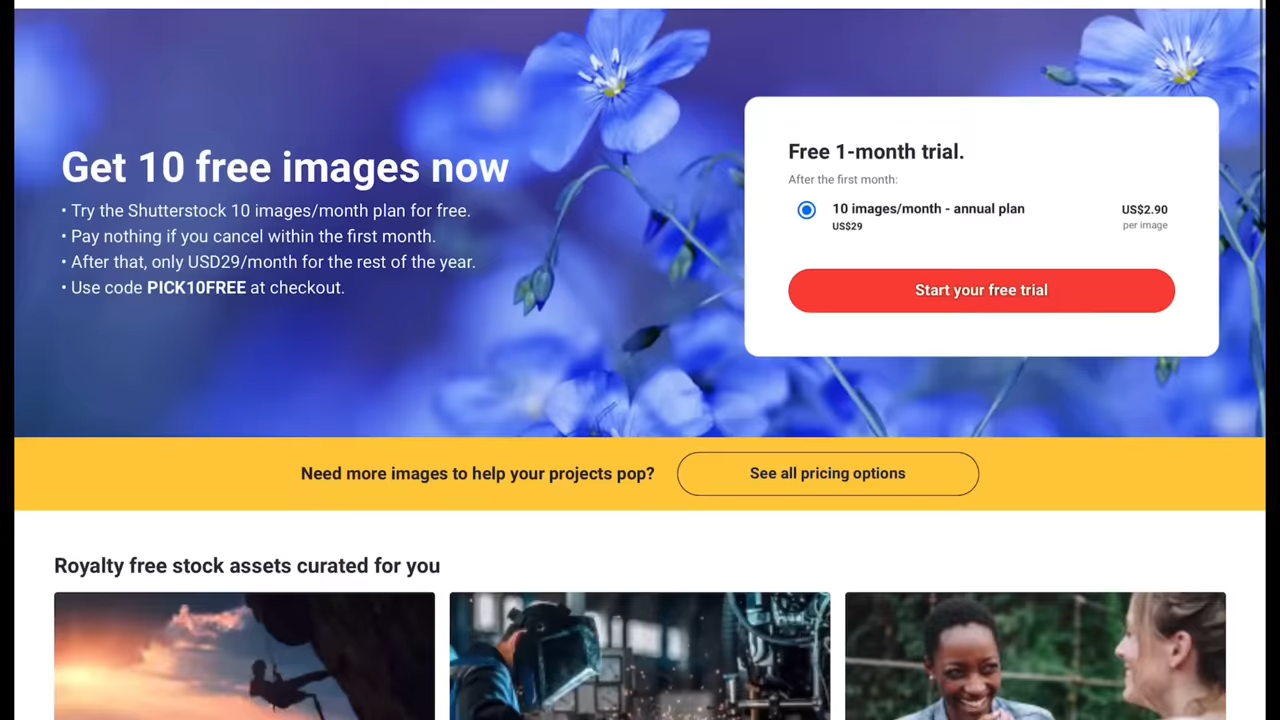 Get 10 free images now
• Try the Shutterstock 10 images/month plan for free.
• Pay nothing if you cancel within the first month.
• After that, only USD29/month for the rest of the year.
• Use code PICK10FREE at checkout.
Free 1-month trial.
After the first month:
10 images/month - annual plan
US$29
US$2.90
per image
Start your free trial
Need more images to help your projects pop?
See all pricing options
Royalty free stock assets curated for you